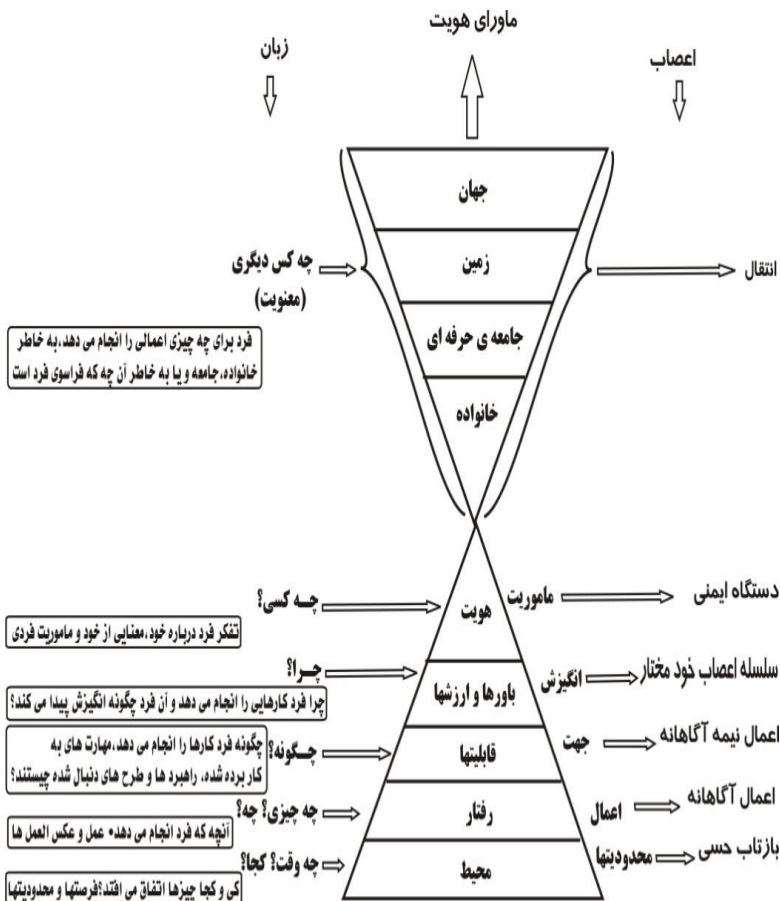 ماورای هویت
زبان
اعصاب
جهان
زمین
چه کس دیگری
(معنویت)
انتقال
جامعه ی حرفه ای
فرد برای چه چیزی اعمالی را انجام می دهد،به خاطر
خانواده،جامعه و یا به خاطر آن چه که فراسوی فرد است
خانواده
دستگاه ایمنی
ماموریت
هویت
چـه کسی؟
تفکر فرد درباره خود،معنایی از خود و ماموریت فردی
سلسله اعصاب خود مختار
انگیزش
باورها و ارزشها
چـرا؟
چرا فرد کارهایی را انجام می دهد و آن فرد چگونه انگیزش پیدا می کند؟
اعمال نیمه آگاهانه
جهت
قابلیتها
چـگونه؟
چگونه فرد کارها را انجام می دهد،مهارت های به
کار برده شده، راهبرد ها و طرح های دنبال شده چیستند؟
اعمال آگاهانه
اعمال
رفتار
چه چیزی؟ چه؟
آنچه که فرد انجام می دهد• عمل و عکس العمل ها
بازتاب حسی
محدودیتها
محیط
چه وقت؟ کجا؟
کی و کجا چیزها اتفاق می افتد؟فرصتها و محدودیتها